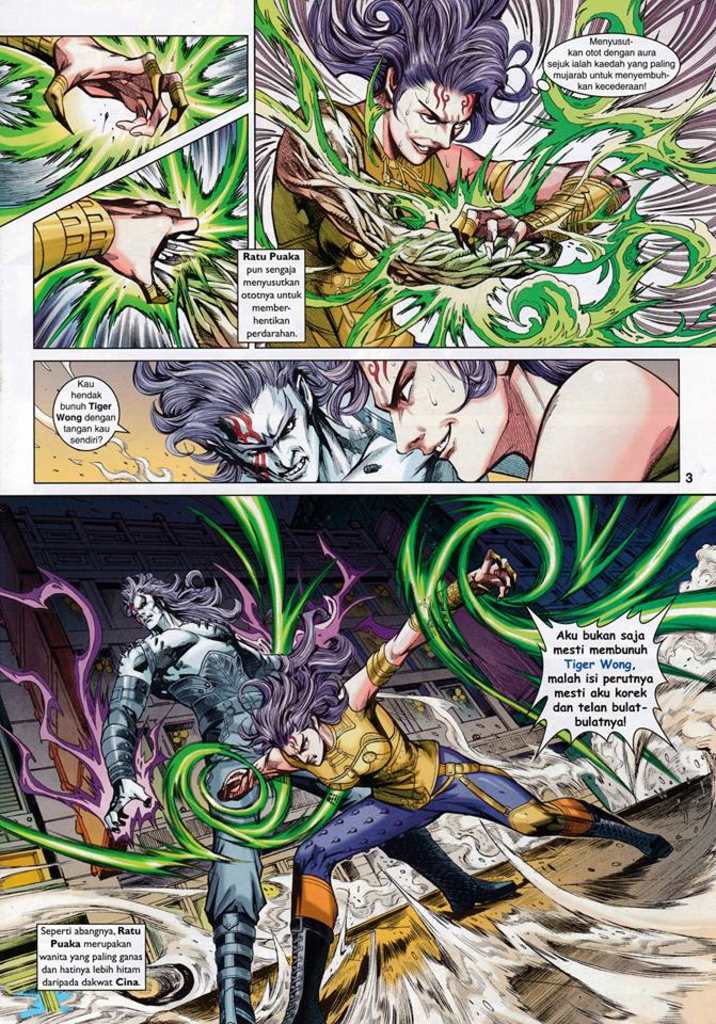 Menyusut-
kan otot dengan aura
sejuk ialah kaedah yang paling
mujarab untuk menyembuh-
kan kecederaan!
Ratu Puaka
pun sengaja
menyusutkan
ototnya untuk
member-
hentikan
perdarahan.
Kau
hendak
bunuh Tiger
Wong dengan
tangan kau
sendiri?
3
Aku bukan saja
mesti membunuh
Tiger Wong,
malah isi perutnya
mesti aku korek
dan telan bulat-
bulatnya!
Seperti abangnya, Ratu
Puaka merupakan
wanita yang paling ganas
dan hatinya lebih hitam
daripada dakwat Cina.